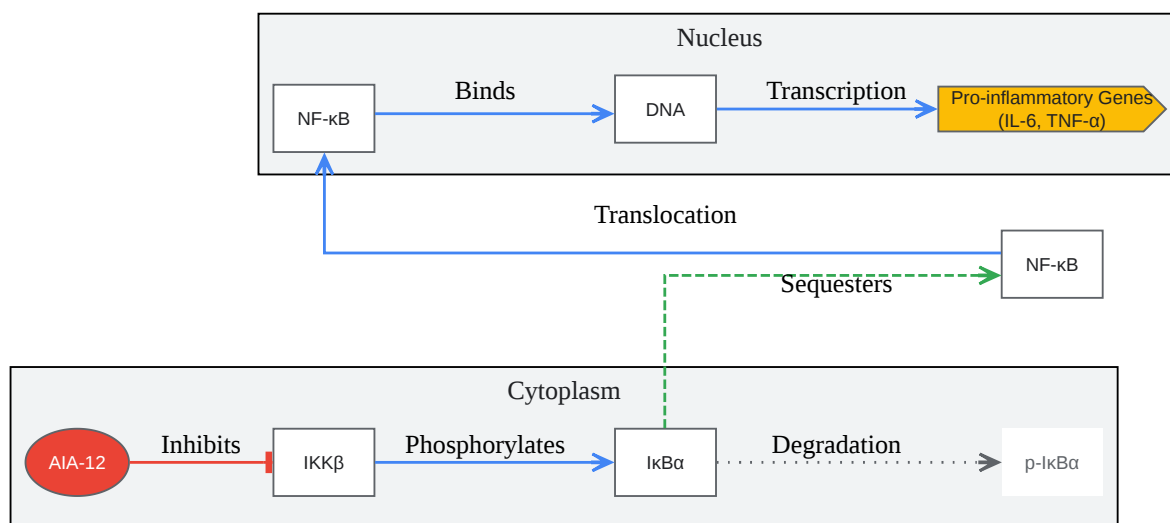 Nucleus
NF-κB
Binds
DNA
Transcription
Pro-inflammatory Genes
(IL-6, TNF-α)
Translocation
NF-κB
Sequesters
Cytoplasm
AIA-12
Inhibits
IKKβ
Phosphorylates
IκBα
Degradation
p-IκBα